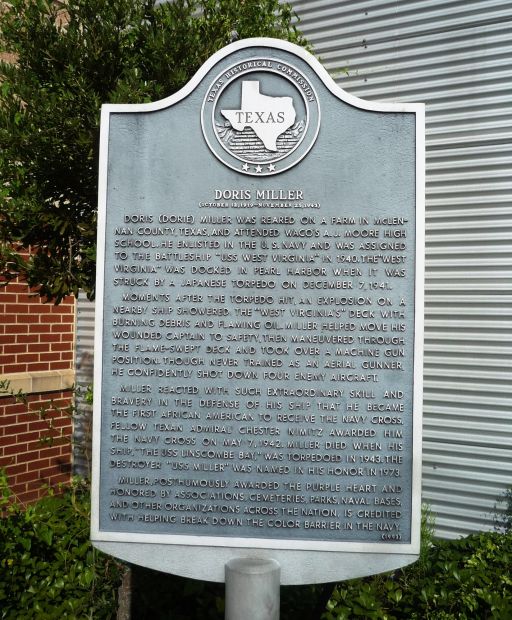 TEXAS HISTORICAL COMMISSION
TEXAS
DORIS MILLER
(OCTOBER 12, 1919—NOVEMBER 25, 1943)
DORIS (DORIE) MILLER WAS REARED ON A FARM IN MCLEN-
NAN COUNTY, TEXAS, AND ATTENDED WACO'S A.J. MOORE HIGH
SCHOOL. HE ENLISTED IN THE U.S. NAVY AND WAS ASSIGNED
TO THE BATTLESHIP "USS WEST VIRGINIA" IN 1940. THE "WEST
VIRGINIA" WAS DOCKED IN PEARL HARBOR WHEN IT WAS
STRUCK BY A JAPANESE TORPEDO ON DECEMBER 7, 1941.
MOMENTS AFTER THE TORPEDO HIT, AN EXPLOSION ON A
NEARBY SHIP SHOWERED THE "WEST VIRGINIA'S" DECK WITH
BURNING DEBRIS AND FLAMING OIL. MILLER HELPED MOVE HIS
WOUNDED CAPTAIN TO SAFETY, THEN MANEUVERED THROUGH
THE FLAME-SWEPT DECK AND TOOK OVER A MACHINE GUN
POSITION. THOUGH NEVER TRAINED AS AN AERIAL GUNNER,
HE CONFIDENTLY SHOT DOWN FOUR ENEMY AIRCRAFT.
MILLER REACTED WITH SUCH EXTRAORDINARY SKILL AND
BRAVERY IN THE DEFENSE OF HIS SHIP THAT HE BECAME
THE FIRST AFRICAN AMERICAN TO RECEIVE THE NAVY CROSS.
FELLOW TEXAN ADMIRAL CHESTER NIMITZ AWARDED HIM
THE NAVY CROSS ON MAY 7, 1942. MILLER DIED WHEN HIS
SHIP, "THE USS LINSCOMBE BAY," WAS TORPEDOED IN 1943. THE
DESTROYER "USS MILLER" WAS NAMED IN HIS HONOR IN 1973.
MILLER, POSTHUMOUSLY AWARDED THE PURPLE HEART AND
HONORED BY ASSOCIATIONS, CEMETERIES, PARKS, NAVAL BASES,
AND OTHER ORGANIZATIONS ACROSS THE NATION, IS CREDITED
WITH HELPING BREAK DOWN THE COLOR BARRIER IN THE NAVY.
(1993)